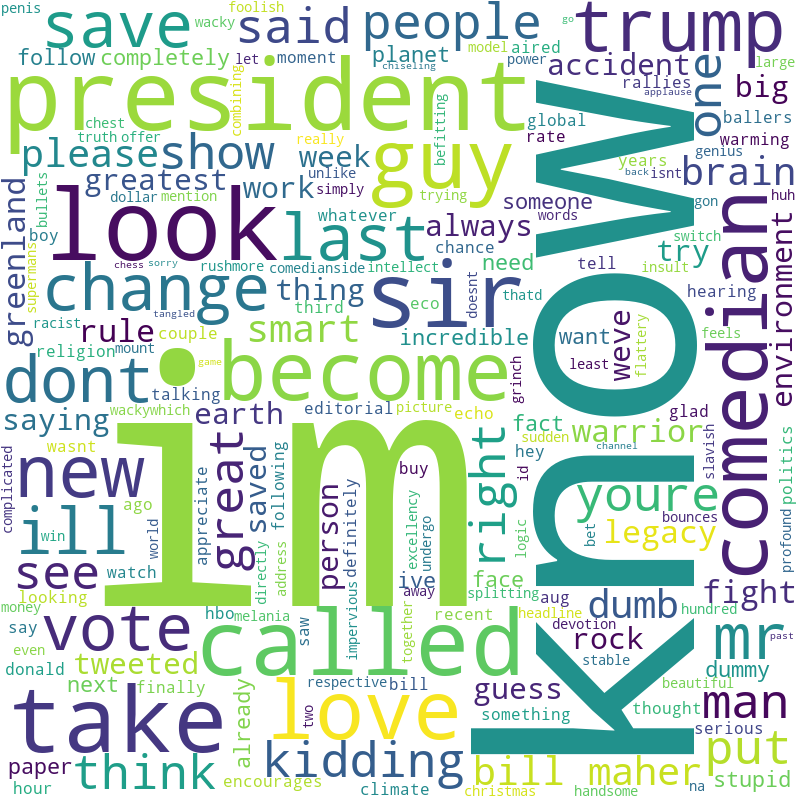 penis
wacky
foolish
go
save
said
people
trump
follow
completely
let
moment
planet
model
aired
power
large
chiseling
accident
rallies
applause
president
combining
really
befitting
global
one
big
chest
truth
offer
rate
ballers
warming
please
show
week
unlike
guy
years
genius
bullets
greatest
work
simply
trying
someone
back
isnt
brain
huh
dollar
mention
whatever
always
words
gon
greenland
boy
look
last
chance
switch
supermans
chess
sorry
rushmore
comedianside
intellect
need
tell
insult
try
hearing
change
thing
third
eco
sir
doesnt
thatd
know
environment
racist
tangled
rule
couple
smart
incredible
want
weve
flattery
feels
religion
mount
least
comedian
dont
talking
game
become
grinch
saying
wackywhich
earth
editorial
picture
echo
fact
sudden
glad
complicated
wasnt
hey
warrior
channel
slavish
politics
new
im
great
saved
following
buy
right
id
youre
bounces
profound
ago
appreciate
person
definitely
excellency
undergo
logic
bet
legacy
ill
win
world
see
watch
directly
address
impervious
ive
away
face
splitting
aug
dumb
fight
looking
money
hbo
melania
together
recent
headline
devotion
hundred
say
even
vote
saw
called
rock
stable
past
mr
donald
tweeted
respective
bill
guess
beautiful
dummy
next
finally
already
two
love
something
thought
man
serious
take
paper
think
kidding
bill
maher
put
stupid
hour
encourages
climate
christmas
handsome
na